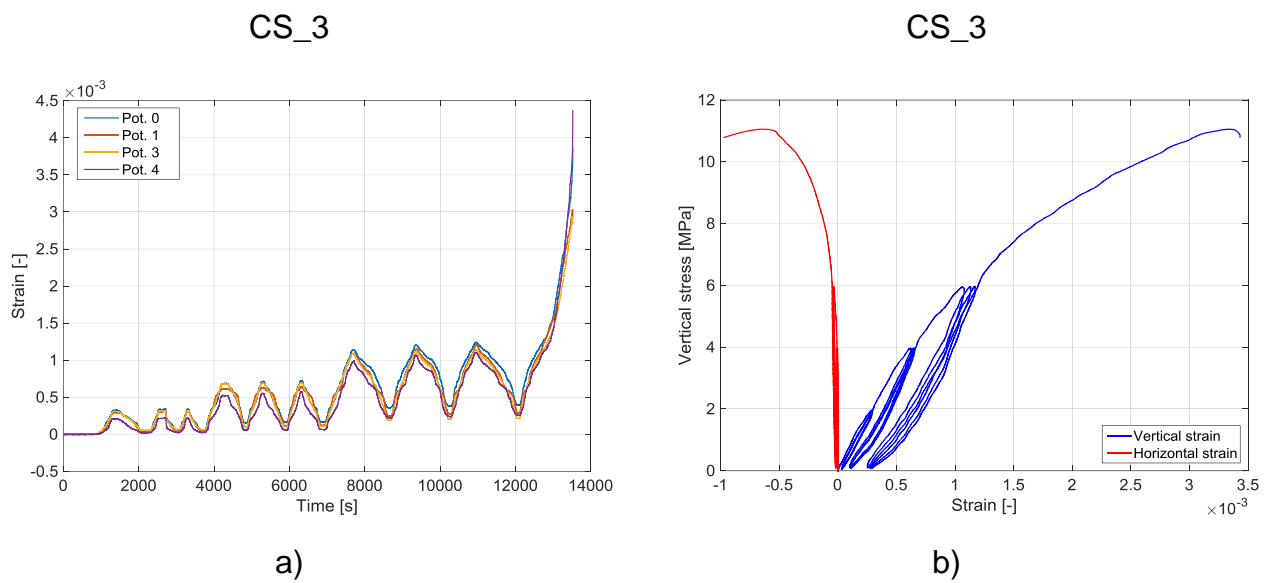 CS_3
×10⁻³
4.5
4
3.5
3
2.5
2
1.5
1
0.5
0
-0.5
Strain [-]
Pot. 0
Pot. 1
Pot. 3
Pot. 4
0 2000 4000 6000 8000 10000 12000 14000
Time [s]
a)
CS_3
12
10
8
6
4
2
0
Vertical stress [MPa]
Vertical strain
Horizontal strain
-1 -0.5 0 0.5 1 1.5 2 2.5 3 3.5
Strain [-]
×10⁻³
b)